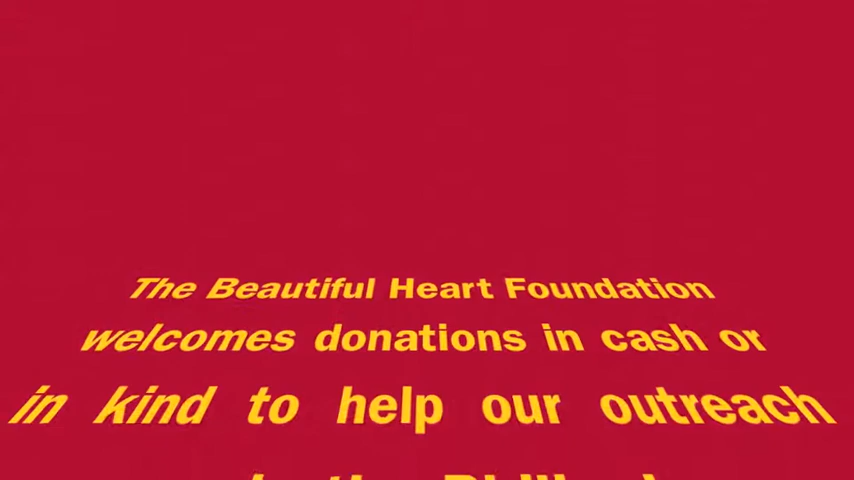 The Beautiful Heart Foundation
welcomes donations in cash or
in kind to help our outreach